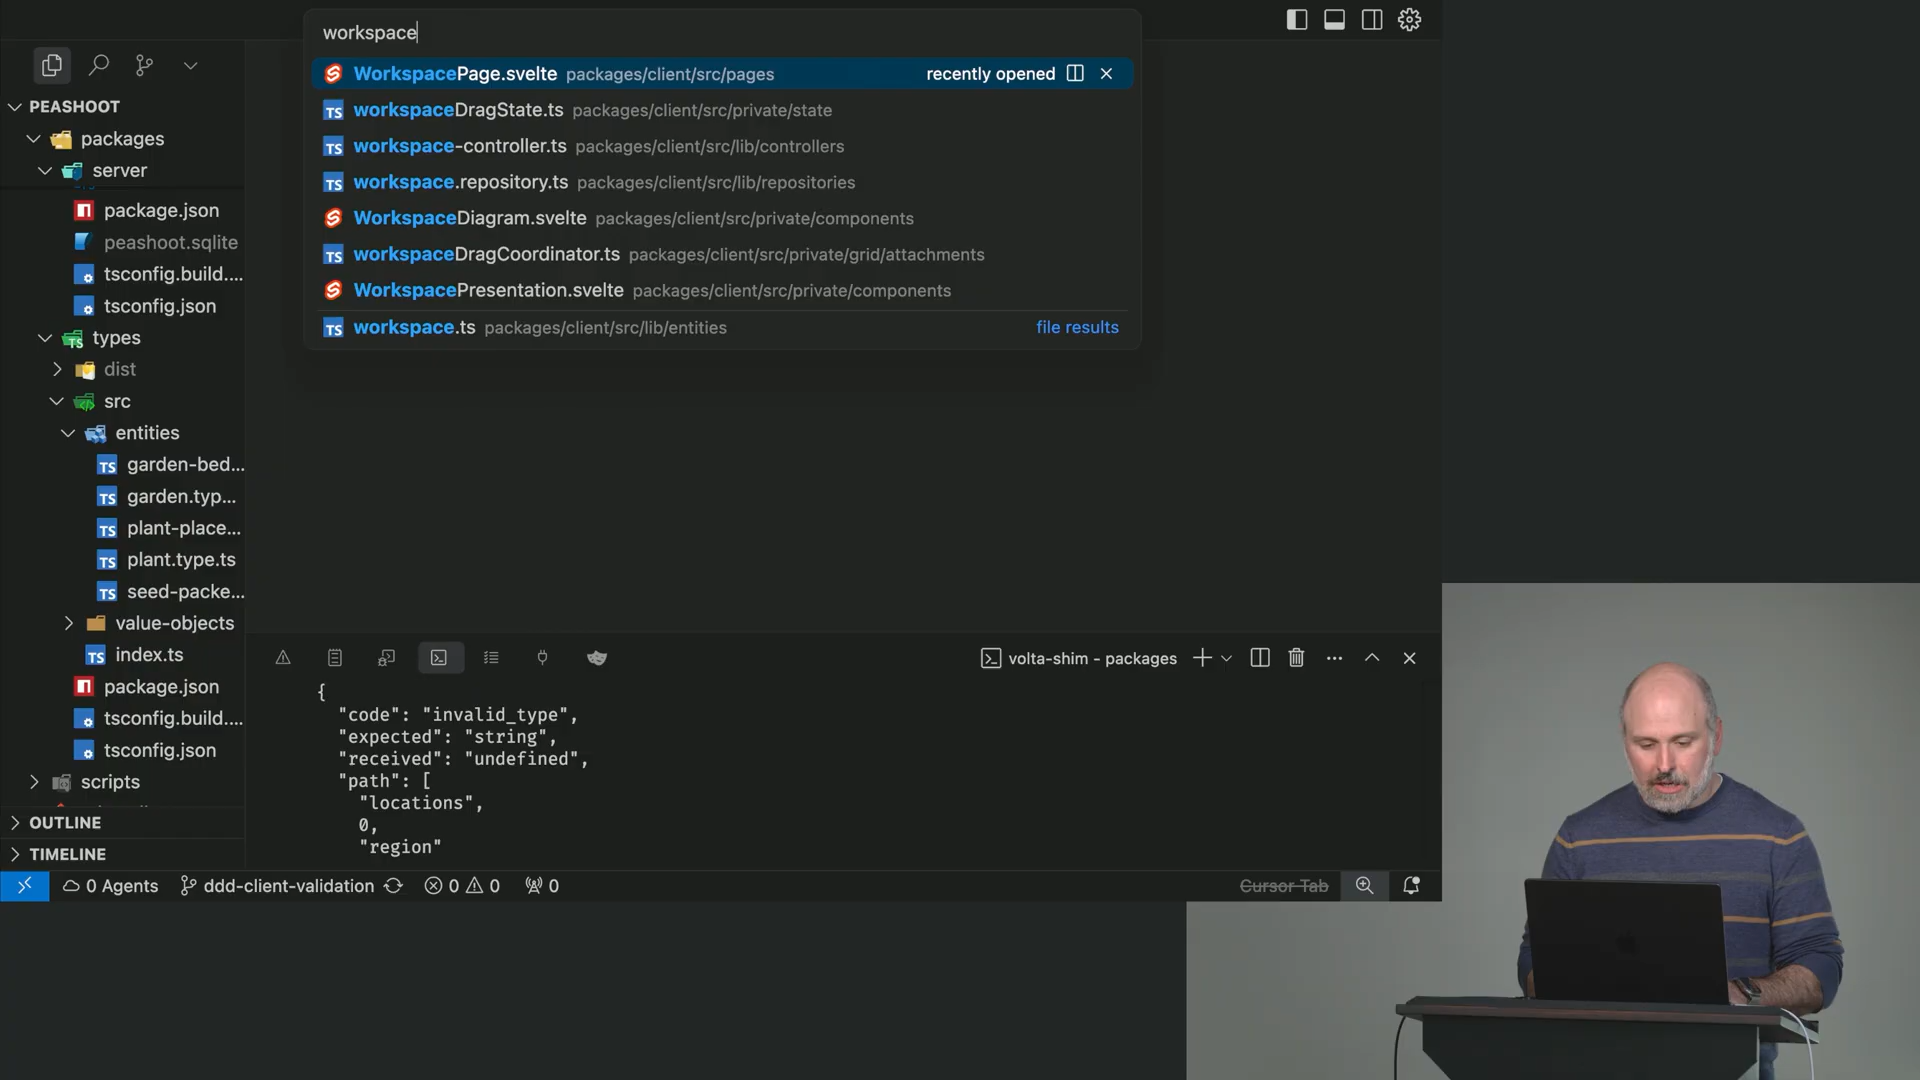 workspace
WorkspacePage.svelte packages/client/src/pages recently opened
workspaceDragState.ts packages/client/src/private/state
workspace-controller.ts packages/client/src/lib/controllers
workspace.repository.ts packages/client/src/lib/repositories
WorkspaceDiagram.svelte packages/client/src/private/components
workspaceDragCoordinator.ts packages/client/src/private/grid/attachments
WorkspacePresentation.svelte packages/client/src/private/components
workspace.ts packages/client/src/lib/entities file results
PEASHOOT
packages
server
package.json
peashoot.sqlite
tsconfig.build....
tsconfig.json
types
dist
src
entities
garden-bed...
garden.typ...
plant-place...
plant.type.ts
seed-packe...
value-objects
index.ts
package.json
tsconfig.build....
tsconfig.json
scripts
OUTLINE
TIMELINE
volta-shim - packages
{
"code": "invalid_type",
"expected": "string",
"received": "undefined",
"path": [
"locations",
0,
"region"
0 Agents ddd-client-validation 0 0 0 Cursor Tab